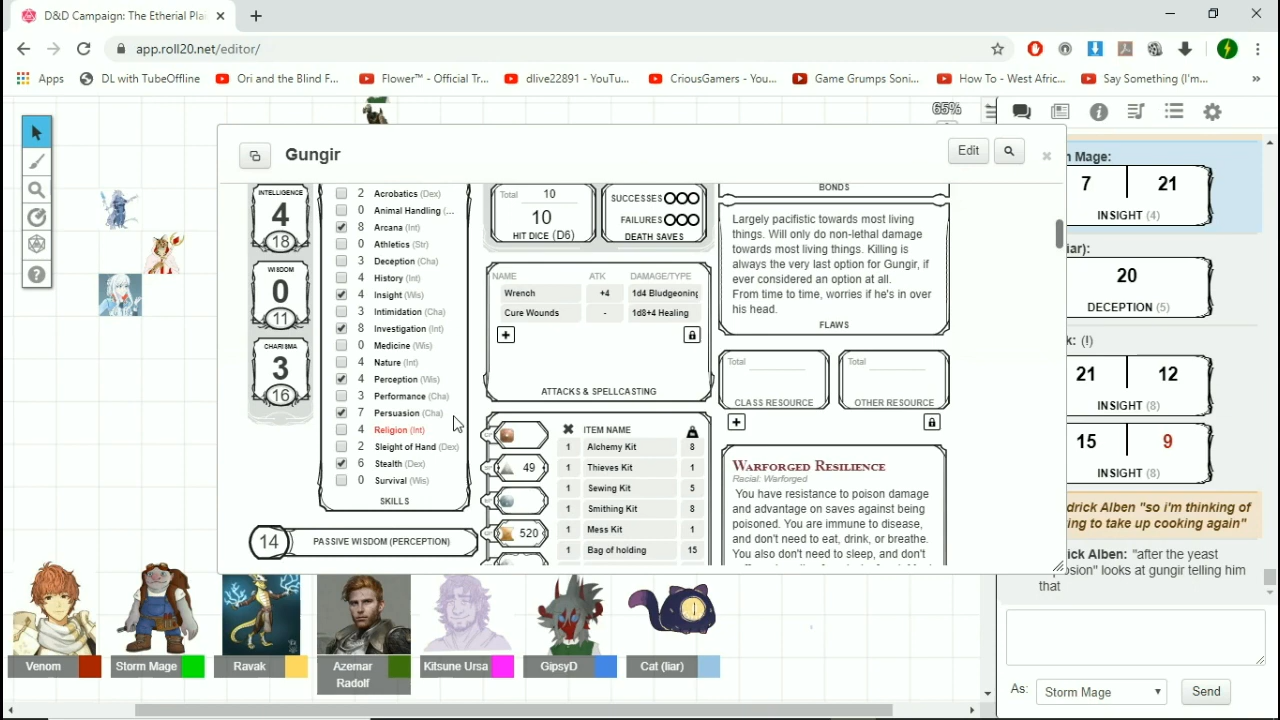 D&D Campaign: The Etherial Plai
app.roll20.net/editor/
Apps
DL with TubeOffline
Ori and the Blind F...
Flower™ - Official Tr...
dlive22891 - YouTu...
CriousGamers - You...
Game Grumps Soni...
How To - West Afric...
Say Something (I'm...
65%
Gungir
Edit
INTELLIGENCE
4
18
WISDOM
0
11
CHARISMA
3
16
2 Acrobatics (Dex)
0 Animal Handling (...
8 Arcana (Int)
0 Athletics (Str)
3 Deception (Cha)
4 History (Int)
4 Insight (Wis)
3 Intimidation (Cha)
8 Investigation (Int)
0 Medicine (Wis)
4 Nature (Int)
4 Perception (Wis)
3 Performance (Cha)
7 Persuasion (Cha)
4 Religion (Int)
2 Sleight of Hand (Dex)
6 Stealth (Dex)
0 Survival (Wis)
SKILLS
14 PASSIVE WISDOM (PERCEPTION)
Total 10
10
HIT DICE (D6)
SUCCESSES
FAILURES
DEATH SAVES
NAME ATK DAMAGE/TYPE
Wrench +4 1d4 Bludgeoning
Cure Wounds - 1d8+4 Healing
ATTACKS & SPELLCASTING
ITEM NAME
49
520
1 Alchemy Kit 8
1 Thieves Kit 1
1 Sewing Kit 5
1 Smithing Kit 8
1 Mess Kit 1
1 Bag of holding 15
BONDS
Largely pacifistic towards most living
things. Will only do non-lethal damage
towards most living things. Killing is
always the very last option for Gungir, if
ever considered an option at all.
From time to time, worries if he's in over
his head.
FLAWS
Total
CLASS RESOURCE
Total
OTHER RESOURCE
WARFORGED RESILIENCE
Racial: Warforged
You have resistance to poison damage
and advantage on saves against being
poisoned. You are immune to disease,
and don't need to eat, drink, or breathe.
You also don't need to sleep, and don't
m Mage:
7 21
INSIGHT (4)
iar):
20
DECEPTION (5)
k: (!)
21 12
INSIGHT (8)
15 9
INSIGHT (8)
drick Alben "so i'm thinking of
ing to take up cooking again"
rick Alben: "after the yeast
posion" looks at gungir telling him
that
As: Storm Mage
Send
Venom
Storm Mage
Ravak
Azemar
Radolf
Kitsune Ursa
GipsyD
Cat (liar)